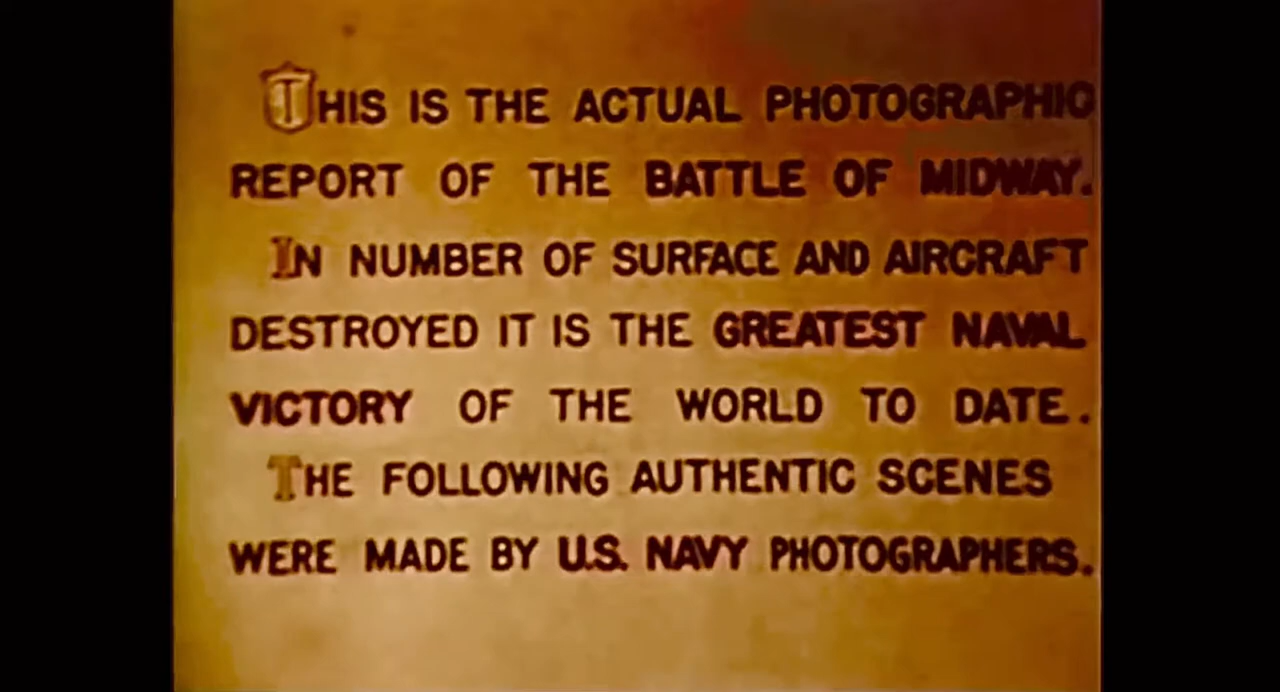 THIS IS THE ACTUAL PHOTOGRAPHIC
REPORT OF THE BATTLE OF MIDWAY.
IN NUMBER OF SURFACE AND AIRCRAFT
DESTROYED IT IS THE GREATEST NAVAL
VICTORY OF THE WORLD TO DATE.
THE FOLLOWING AUTHENTIC SCENES
WERE MADE BY U.S. NAVY PHOTOGRAPHERS.